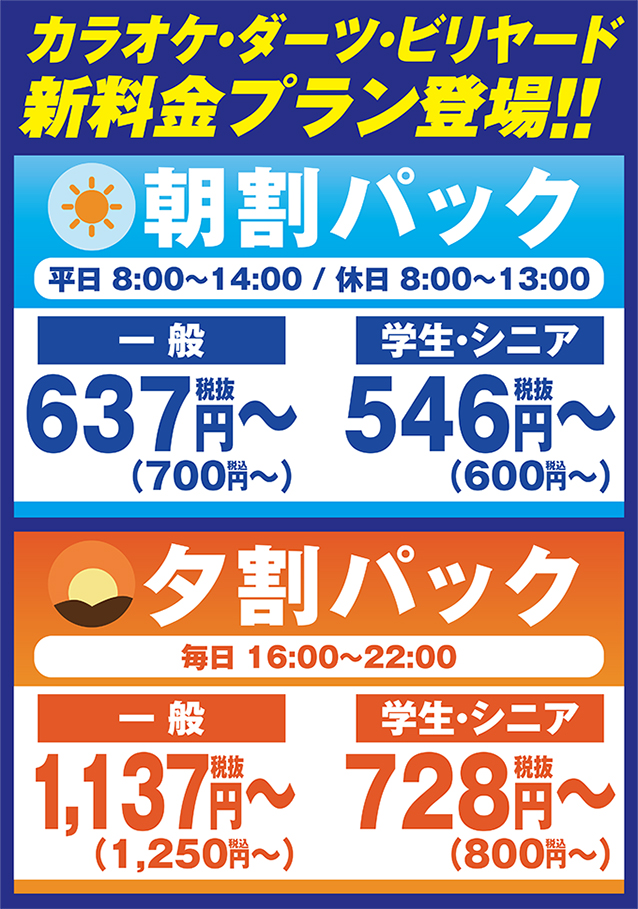 カラオケ・ダーツ・ビリヤード
新料金プラン登場!!
朝割パック
平日 8:00～14:00 / 休日 8:00～13:00
一般
637円税抜～
（700円税込～）
学生・シニア
546円税抜～
（600円税込～）
夕割パック
毎日 16:00～22:00
一般
1,137円税抜～
（1,250円税込～）
学生・シニア
728円税抜～
（800円税込～）